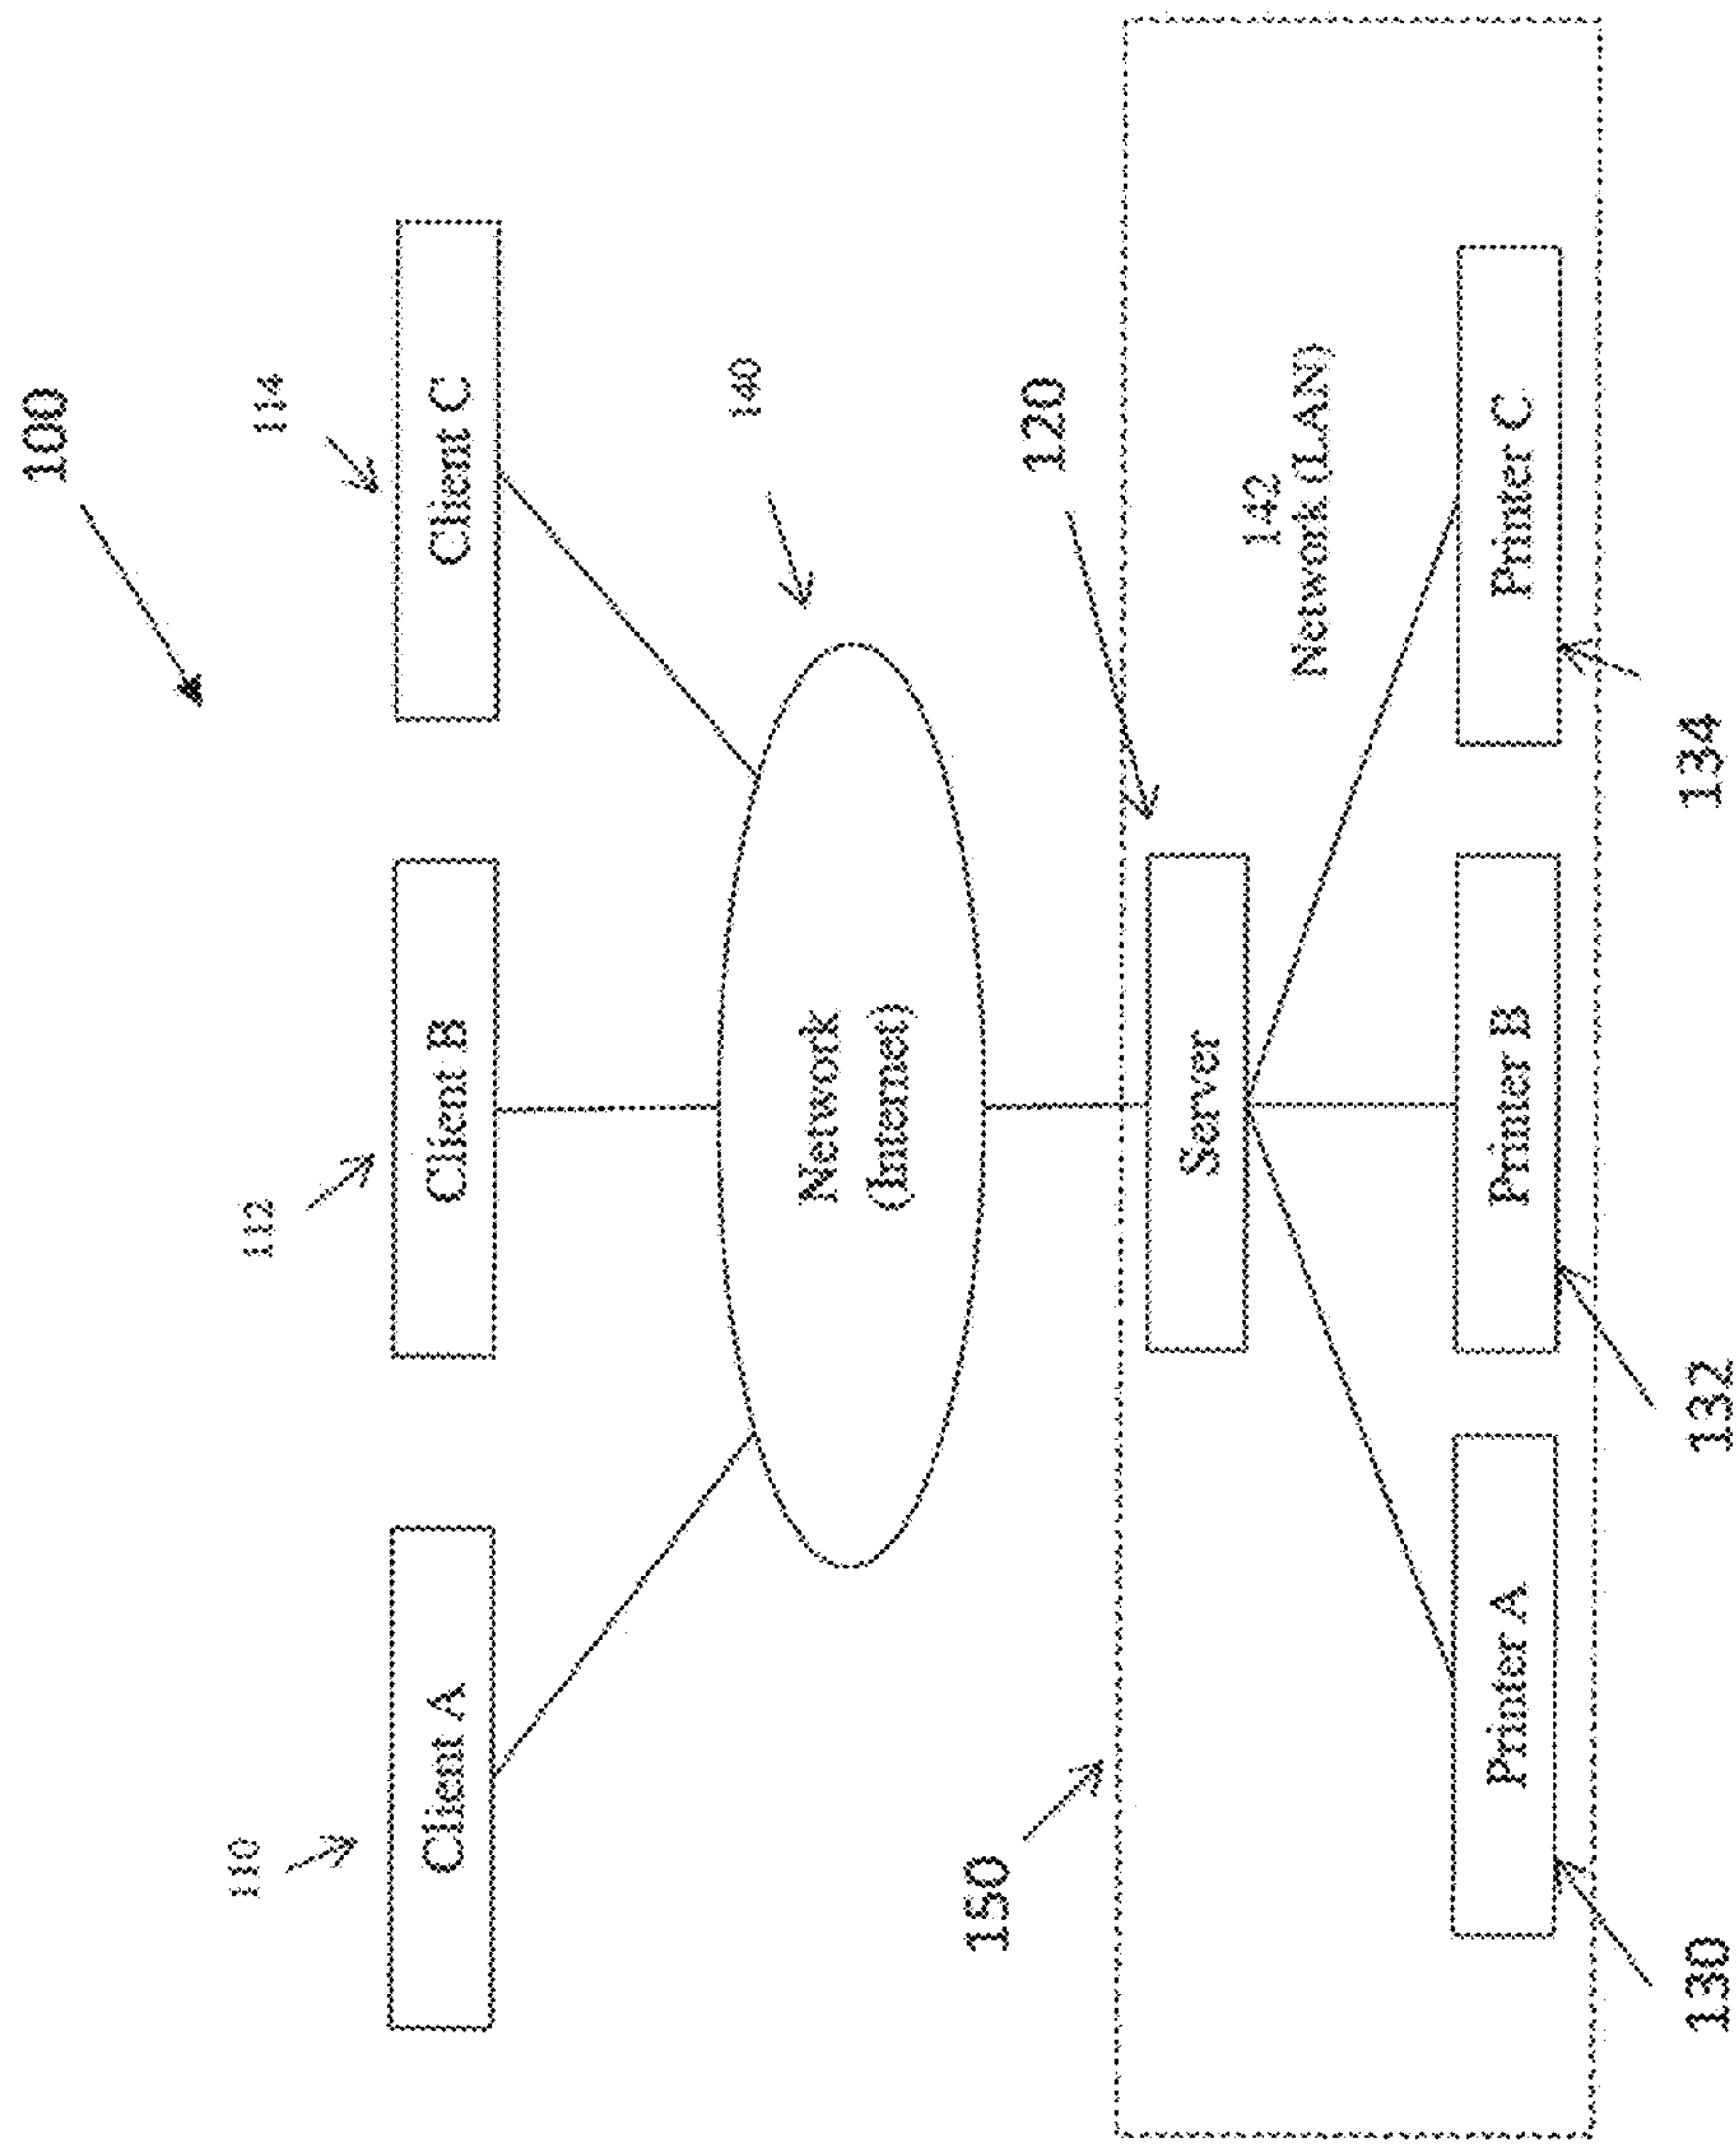 100
110
112
114
Client A
Client B
Client C
140
Network
(Internet)
150
120
Server
142
Network (LAN)
Printer A
Printer B
Printer C
130
132
134